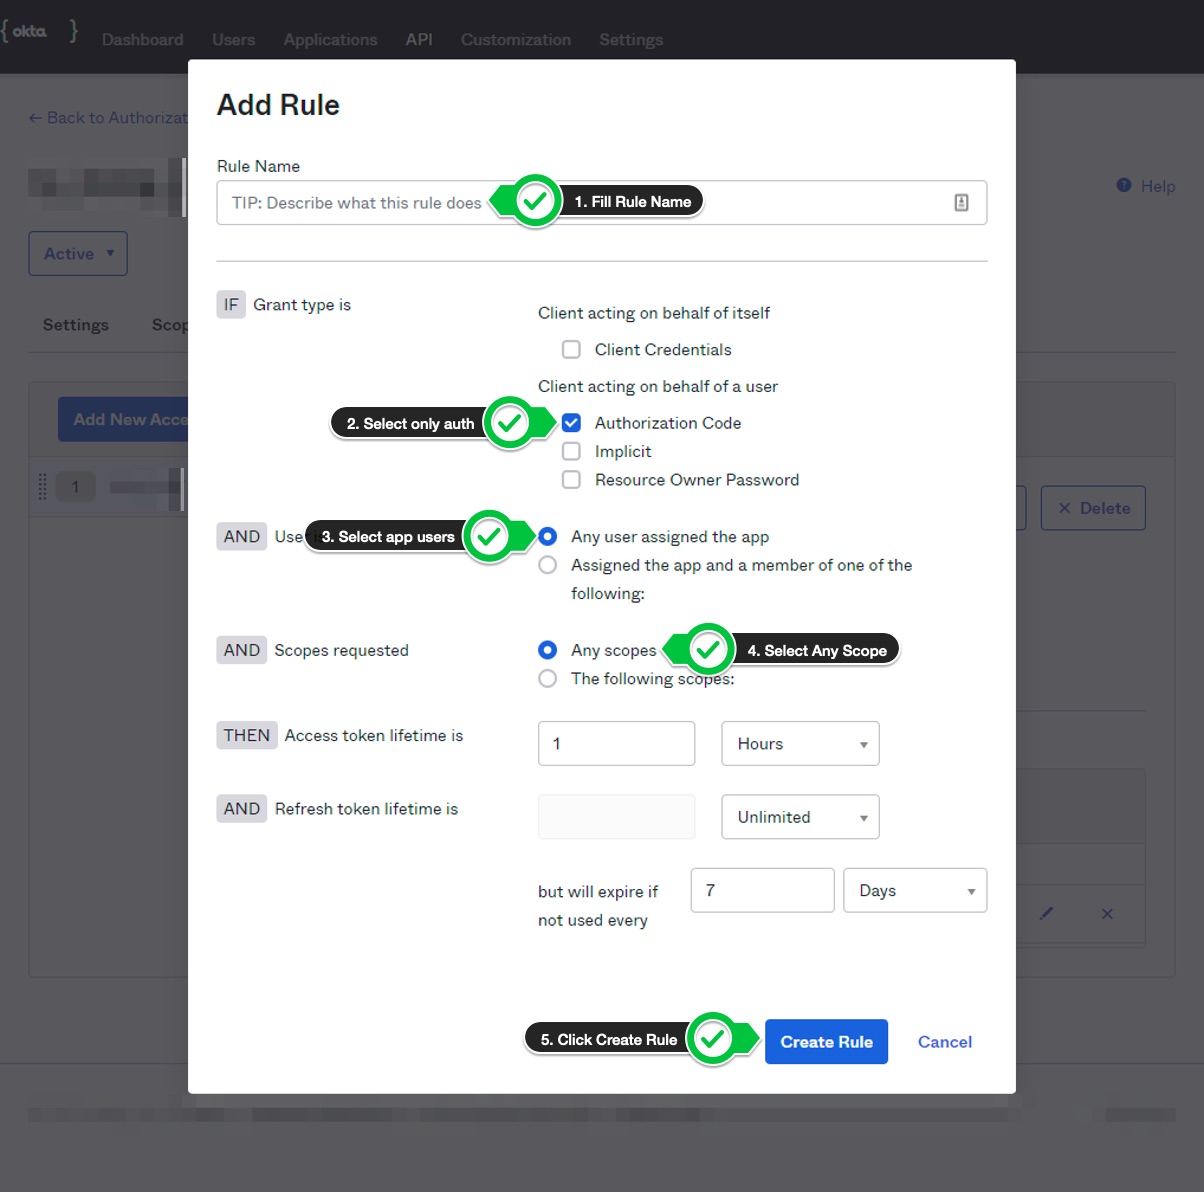 { okta }
Dashboard Users Applications API Customization Settings
← Back to Authorizat
Help
Active
Settings Scop
Add New Acce
1
Delete
Add Rule
Rule Name
TIP: Describe what this rule does
1. Fill Rule Name
IF Grant type is
Client acting on behalf of itself
Client Credentials
Client acting on behalf of a user
2. Select only auth
Authorization Code
Implicit
Resource Owner Password
AND User is
3. Select app users
Any user assigned the app
Assigned the app and a member of one of the
following:
AND Scopes requested
Any scopes
4. Select Any Scope
The following scopes:
THEN Access token lifetime is
1 Hours
AND Refresh token lifetime is
Unlimited
but will expire if
not used every
7 Days
5. Click Create Rule
Create Rule Cancel